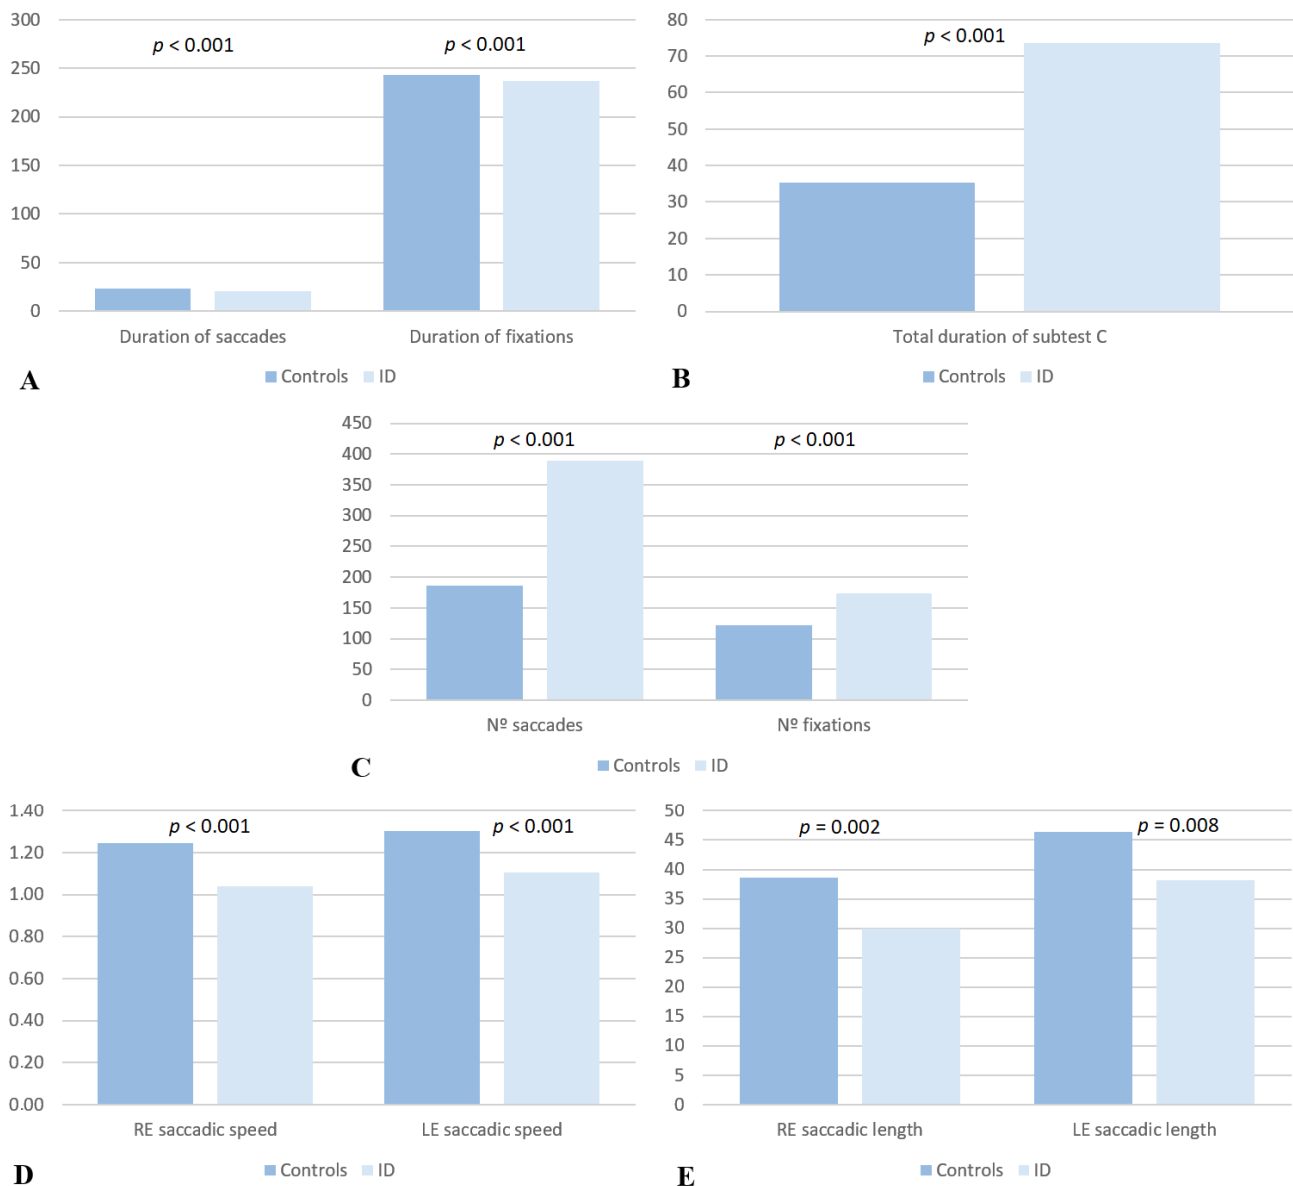 300
250
200
150
100
50
0
p < 0.001
p < 0.001
Duration of saccades
Duration of fixations
Controls
ID
A
80
70
60
50
40
30
20
10
0
p < 0.001
Total duration of subtest C
Controls
ID
B
450
400
350
300
250
200
150
100
50
0
p < 0.001
p < 0.001
Nº saccades
Nº fixations
Controls
ID
C
1.40
1.20
1.00
0.80
0.60
0.40
0.20
0.00
p < 0.001
p < 0.001
RE saccadic speed
LE saccadic speed
Controls
ID
D
50
45
40
35
30
25
20
15
10
5
0
p = 0.002
p = 0.008
RE saccadic length
LE saccadic length
Controls
ID
E